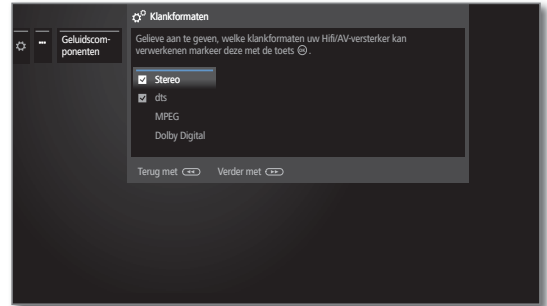 Klankformaten
Geluidscom-
ponenten
Gelieve aan te geven, welke klankformaten uw Hifi/AV-versterker kan
verwerkenen markeer deze met de toets OK.
Stereo
dts
MPEG
Dolby Digital
Terug met Verder met